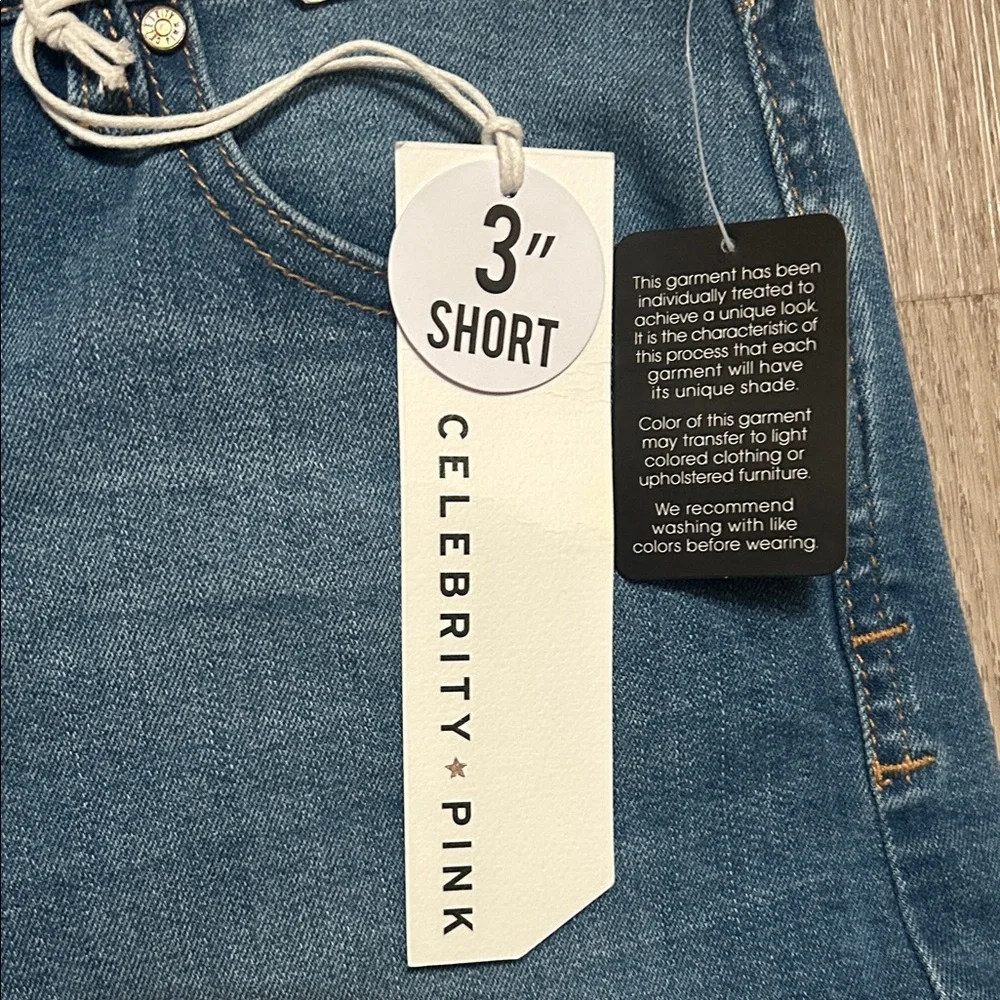 3"
SHORT
CELEBRITY★PINK
This garment has been
individually treated to
achieve a unique look.
It is the characteristic of
this process that each
garment will have
its unique shade.
Color of this garment
may transfer to light
colored clothing or
upholstered furniture.
We recommend
washing with like
colors before wearing.